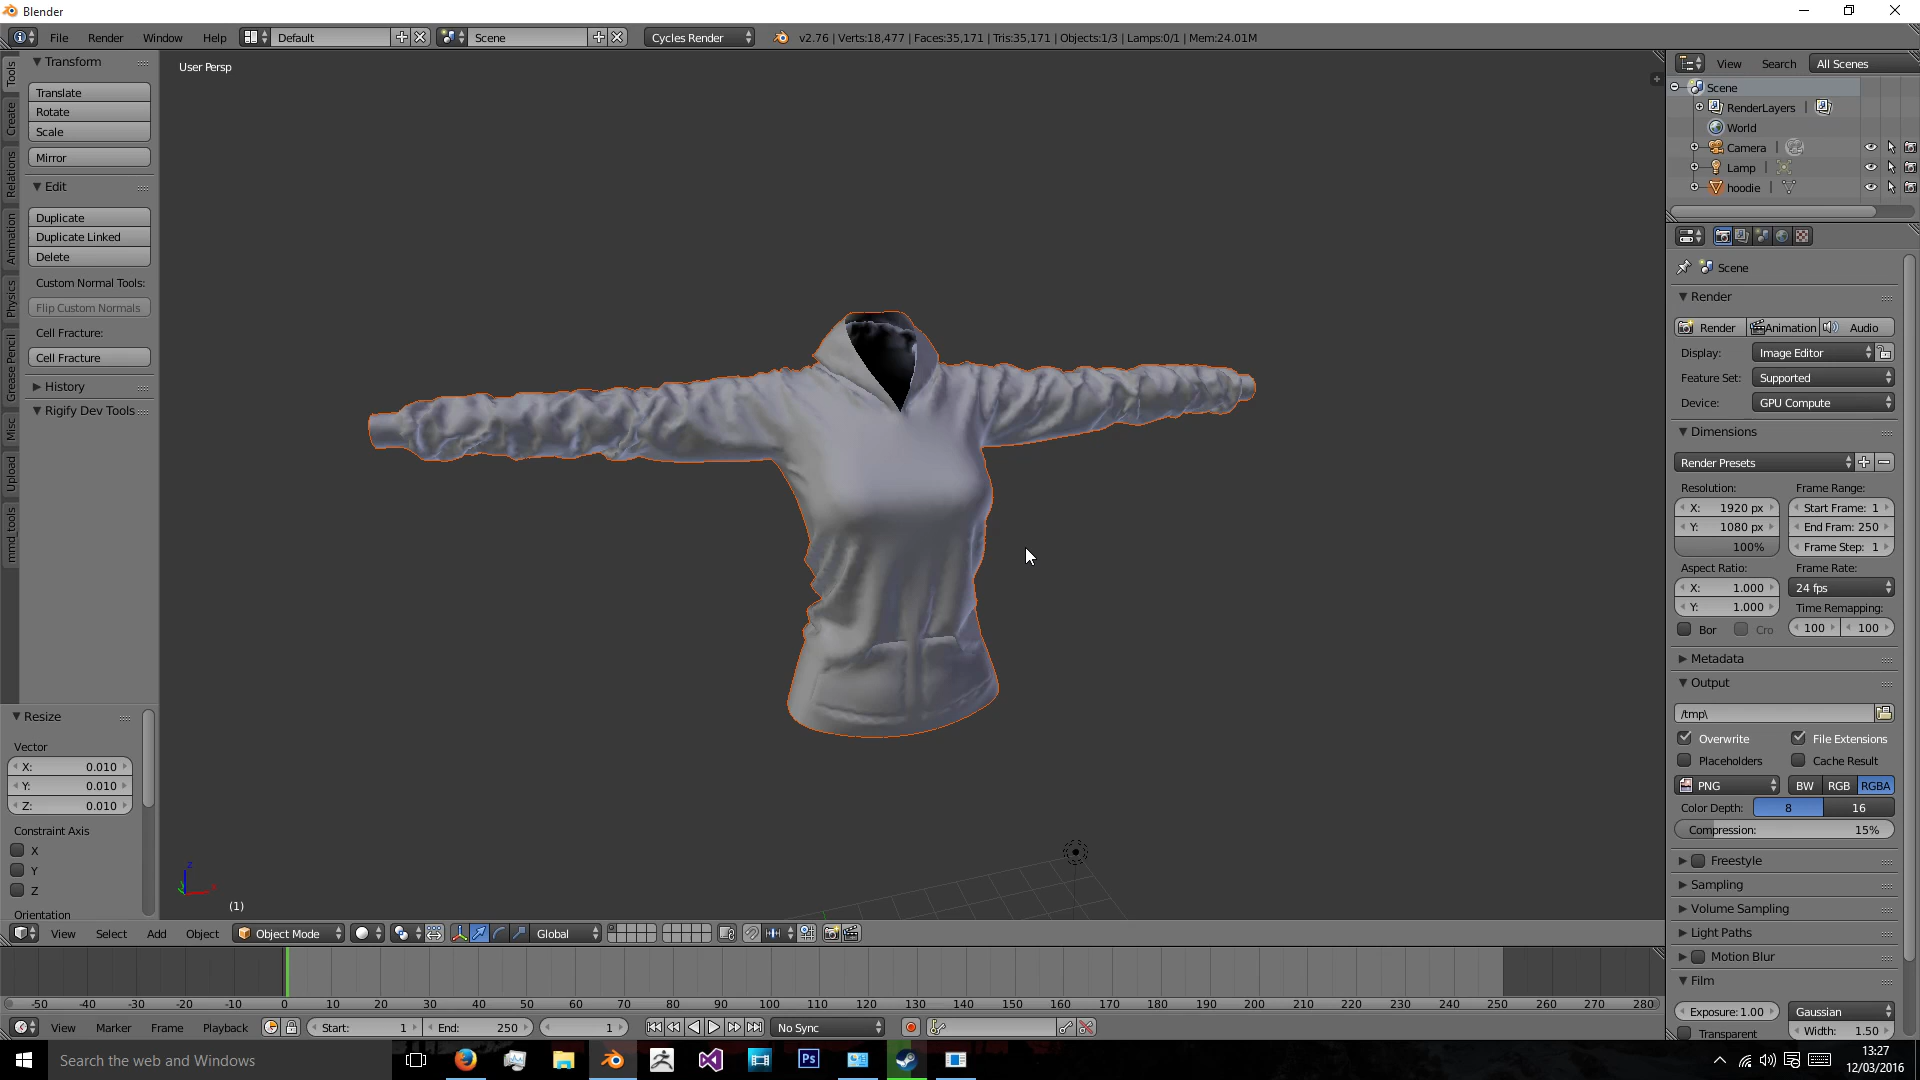 Blender
File Render Window Help Default Scene Cycles Render v2.76 | Verts:18,477 | Faces:35,171 | Tris:35,171 | Objects:1/3 | Lamps:0/1 | Mem:24.01M
Tools
Create
Relations
Animation
Physics
Grease Pencil
Misc
Upload
mmd_tools
Transform
Translate
Rotate
Scale
Mirror
Edit
Duplicate
Duplicate Linked
Delete
Custom Normal Tools:
Flip Custom Normals
Cell Fracture:
Cell Fracture
History
Rigify Dev Tools
Resize
Vector
X: 0.010
Y: 0.010
Z: 0.010
Constraint Axis
X
Y
Z
Orientation
User Persp
z
x
(1)
View Select Add Object Object Mode Global
View Search All Scenes
Scene
RenderLayers |
World
Camera |
Lamp |
hoodie |
Scene
Render
Render Animation Audio
Display: Image Editor
Feature Set: Supported
Device: GPU Compute
Dimensions
Render Presets
Resolution: Frame Range:
X: 1920 px Start Frame: 1
Y: 1080 px End Fram: 250
100% Frame Step: 1
Aspect Ratio: Frame Rate:
X: 1.000 24 fps
Y: 1.000 Time Remapping:
Bor Cro 100 100
Metadata
Output
/tmp\
Overwrite File Extensions
Placeholders Cache Result
PNG BW RGB RGBA
Color Depth: 8 16
Compression: 15%
Freestyle
Sampling
Volume Sampling
Light Paths
Motion Blur
Film
Exposure: 1.00 Gaussian
Transparent Width: 1.50
-50 -40 -30 -20 -10 0 10 20 30 40 50 60 70 80 90 100 110 120 130 140 150 160 170 180 190 200 210 220 230 240 250 260 270 280
View Marker Frame Playback Start: 1 End: 250 1 No Sync
Search the web and Windows
Ps
13:27
12/03/2016